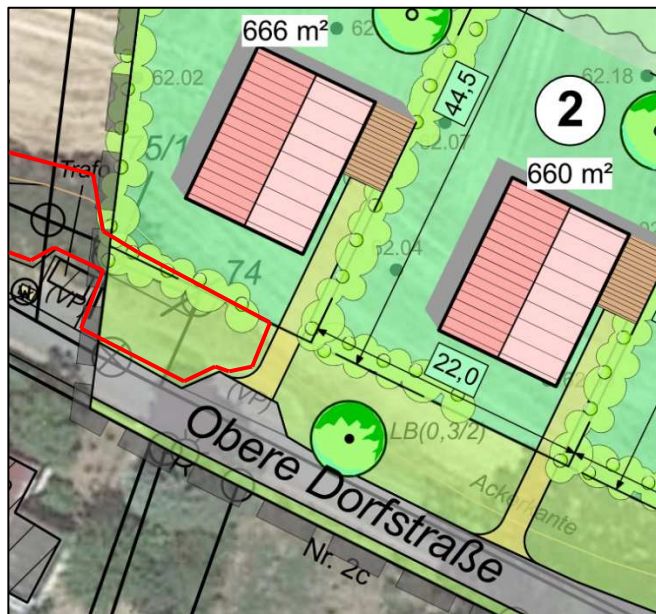 666 m²
62.02
62.18
44,5
2
62.07
75/1
Trafo
660 m²
62.04
74
(VP)
22,0
(VP)
LB(0,3/2)
Obere Dorfstraße
Ackerkante
Nr. 2c